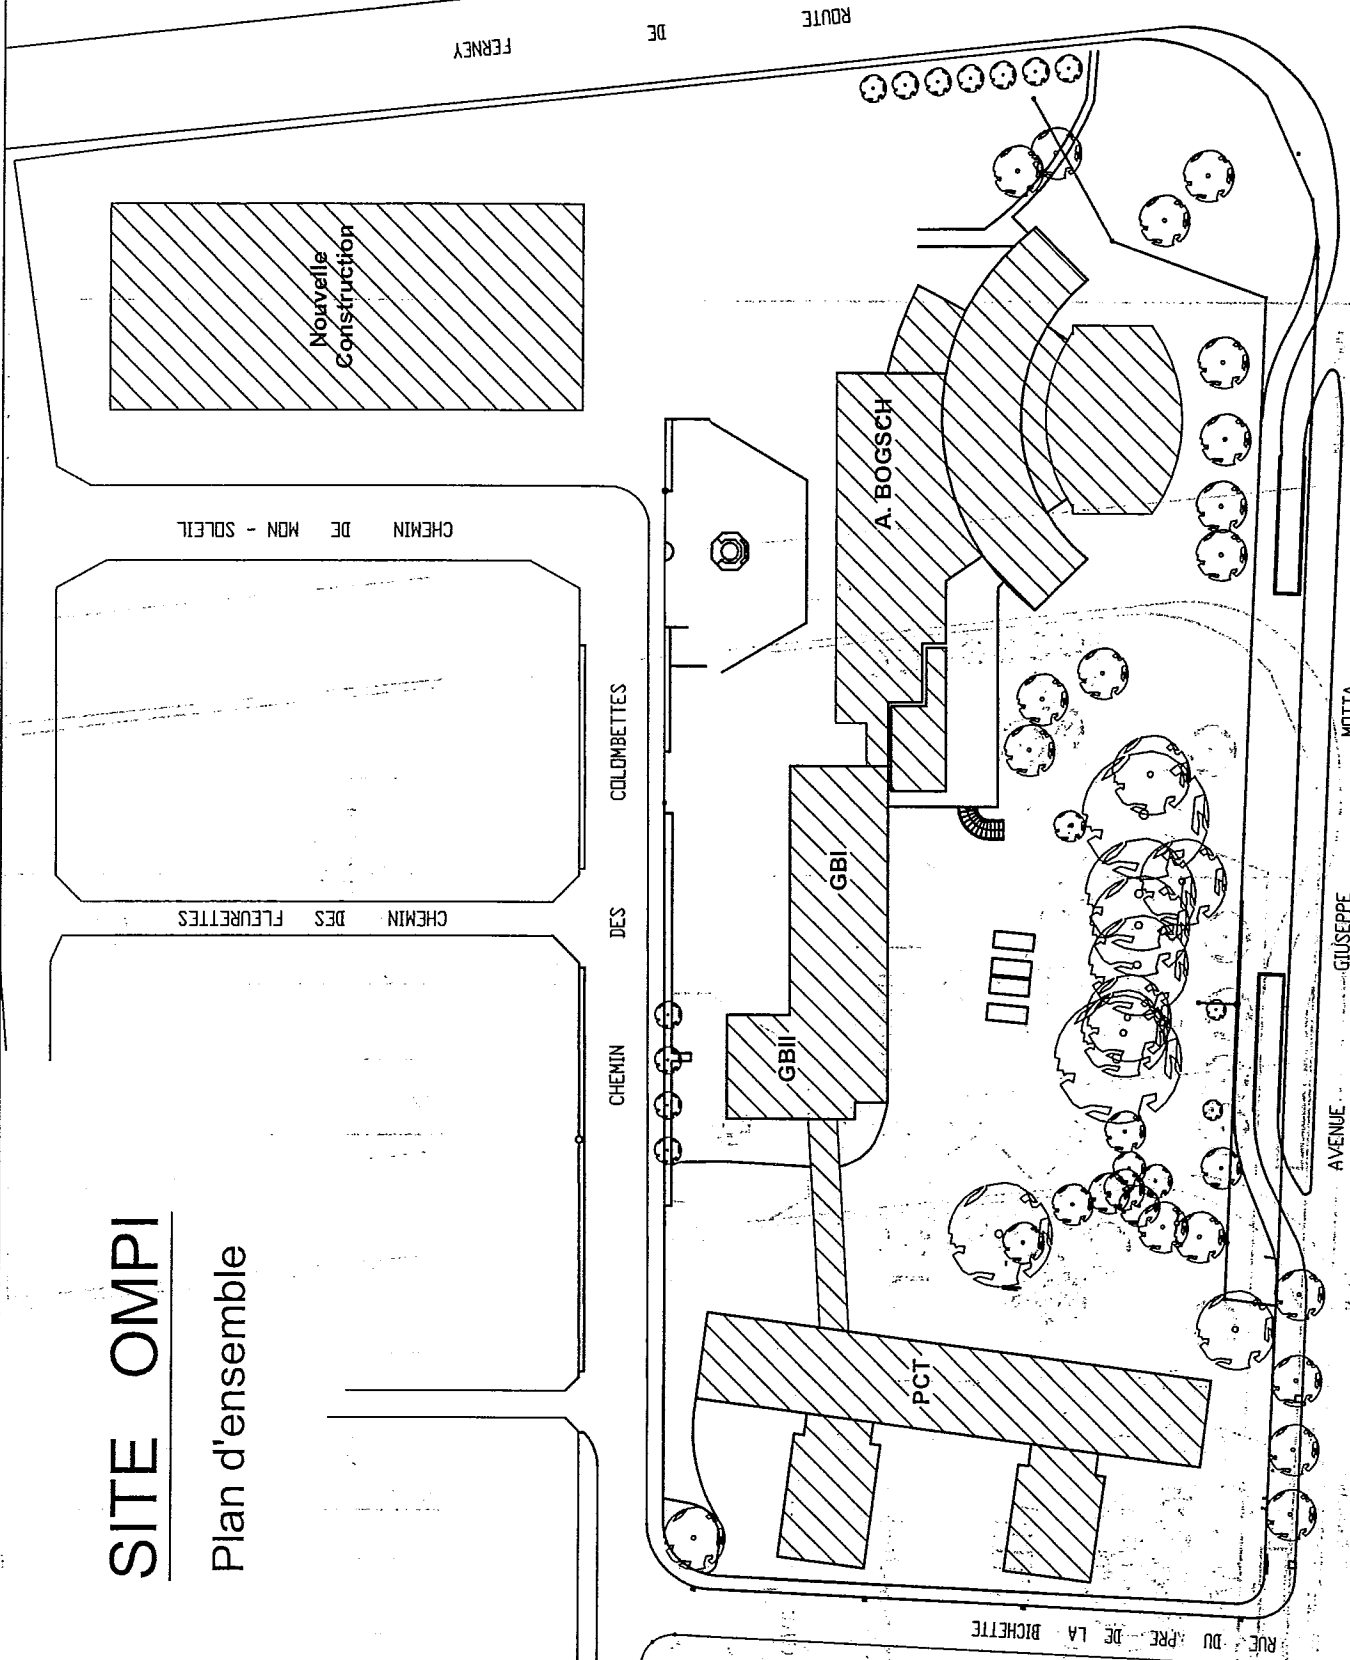 SITE OMPI
Plan d'ensemble
ROUTE DE FERNEY
Nouvelle
Construction
CHEMIN DE MON - SOLEIL
CHEMIN DES FLEURETTES
CHEMIN DES COLOMBETTES
A. BOGSCH
GBI
GBII
PCT
AVENUE GIUSEPPE MOTTA
RUE DU PRE DE LA BICHETTE